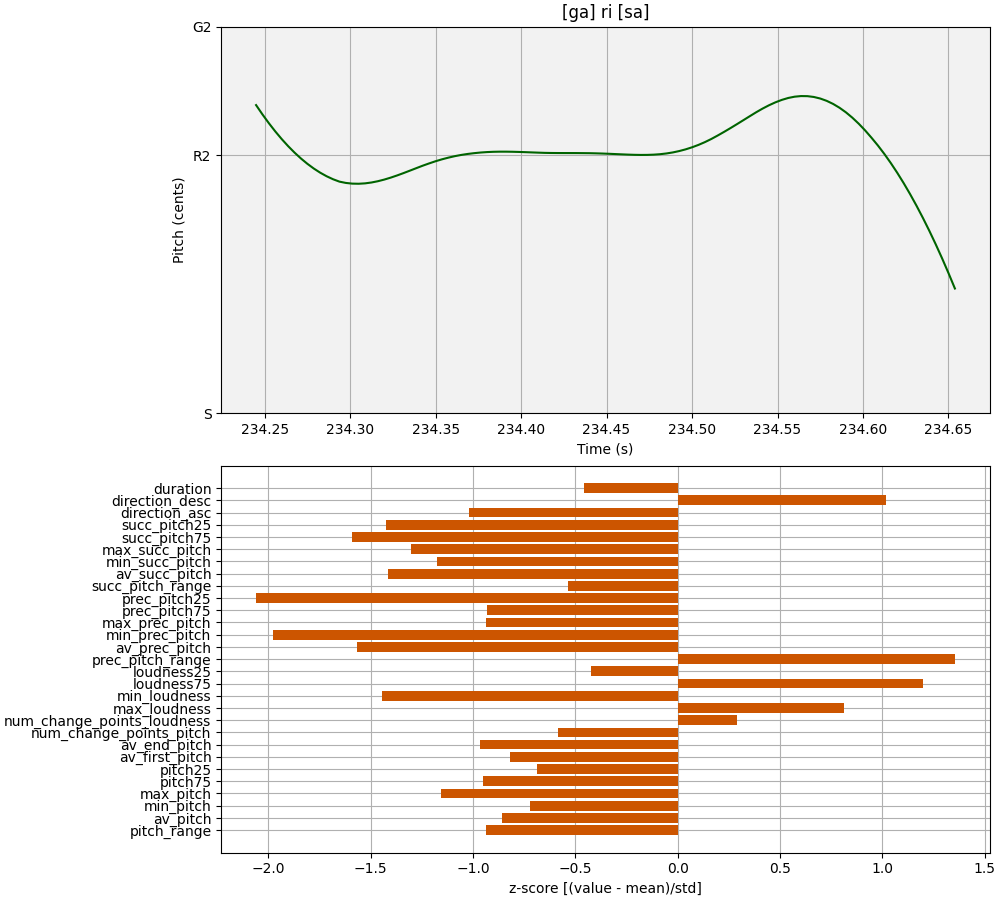 [ga] ri [sa]
G2
R2
S
Pitch (cents)
234.25 234.30 234.35 234.40 234.45 234.50 234.55 234.60 234.65
Time (s)
duration
direction_desc
direction_asc
succ_pitch25
succ_pitch75
max_succ_pitch
min_succ_pitch
av_succ_pitch
succ_pitch_range
prec_pitch25
prec_pitch75
max_prec_pitch
min_prec_pitch
av_prec_pitch
prec_pitch_range
loudness25
loudness75
min_loudness
max_loudness
num_change_points_loudness
num_change_points_pitch
av_end_pitch
av_first_pitch
pitch25
pitch75
max_pitch
min_pitch
av_pitch
pitch_range
−2.0 −1.5 −1.0 −0.5 0.0 0.5 1.0 1.5
z-score [(value - mean)/std]